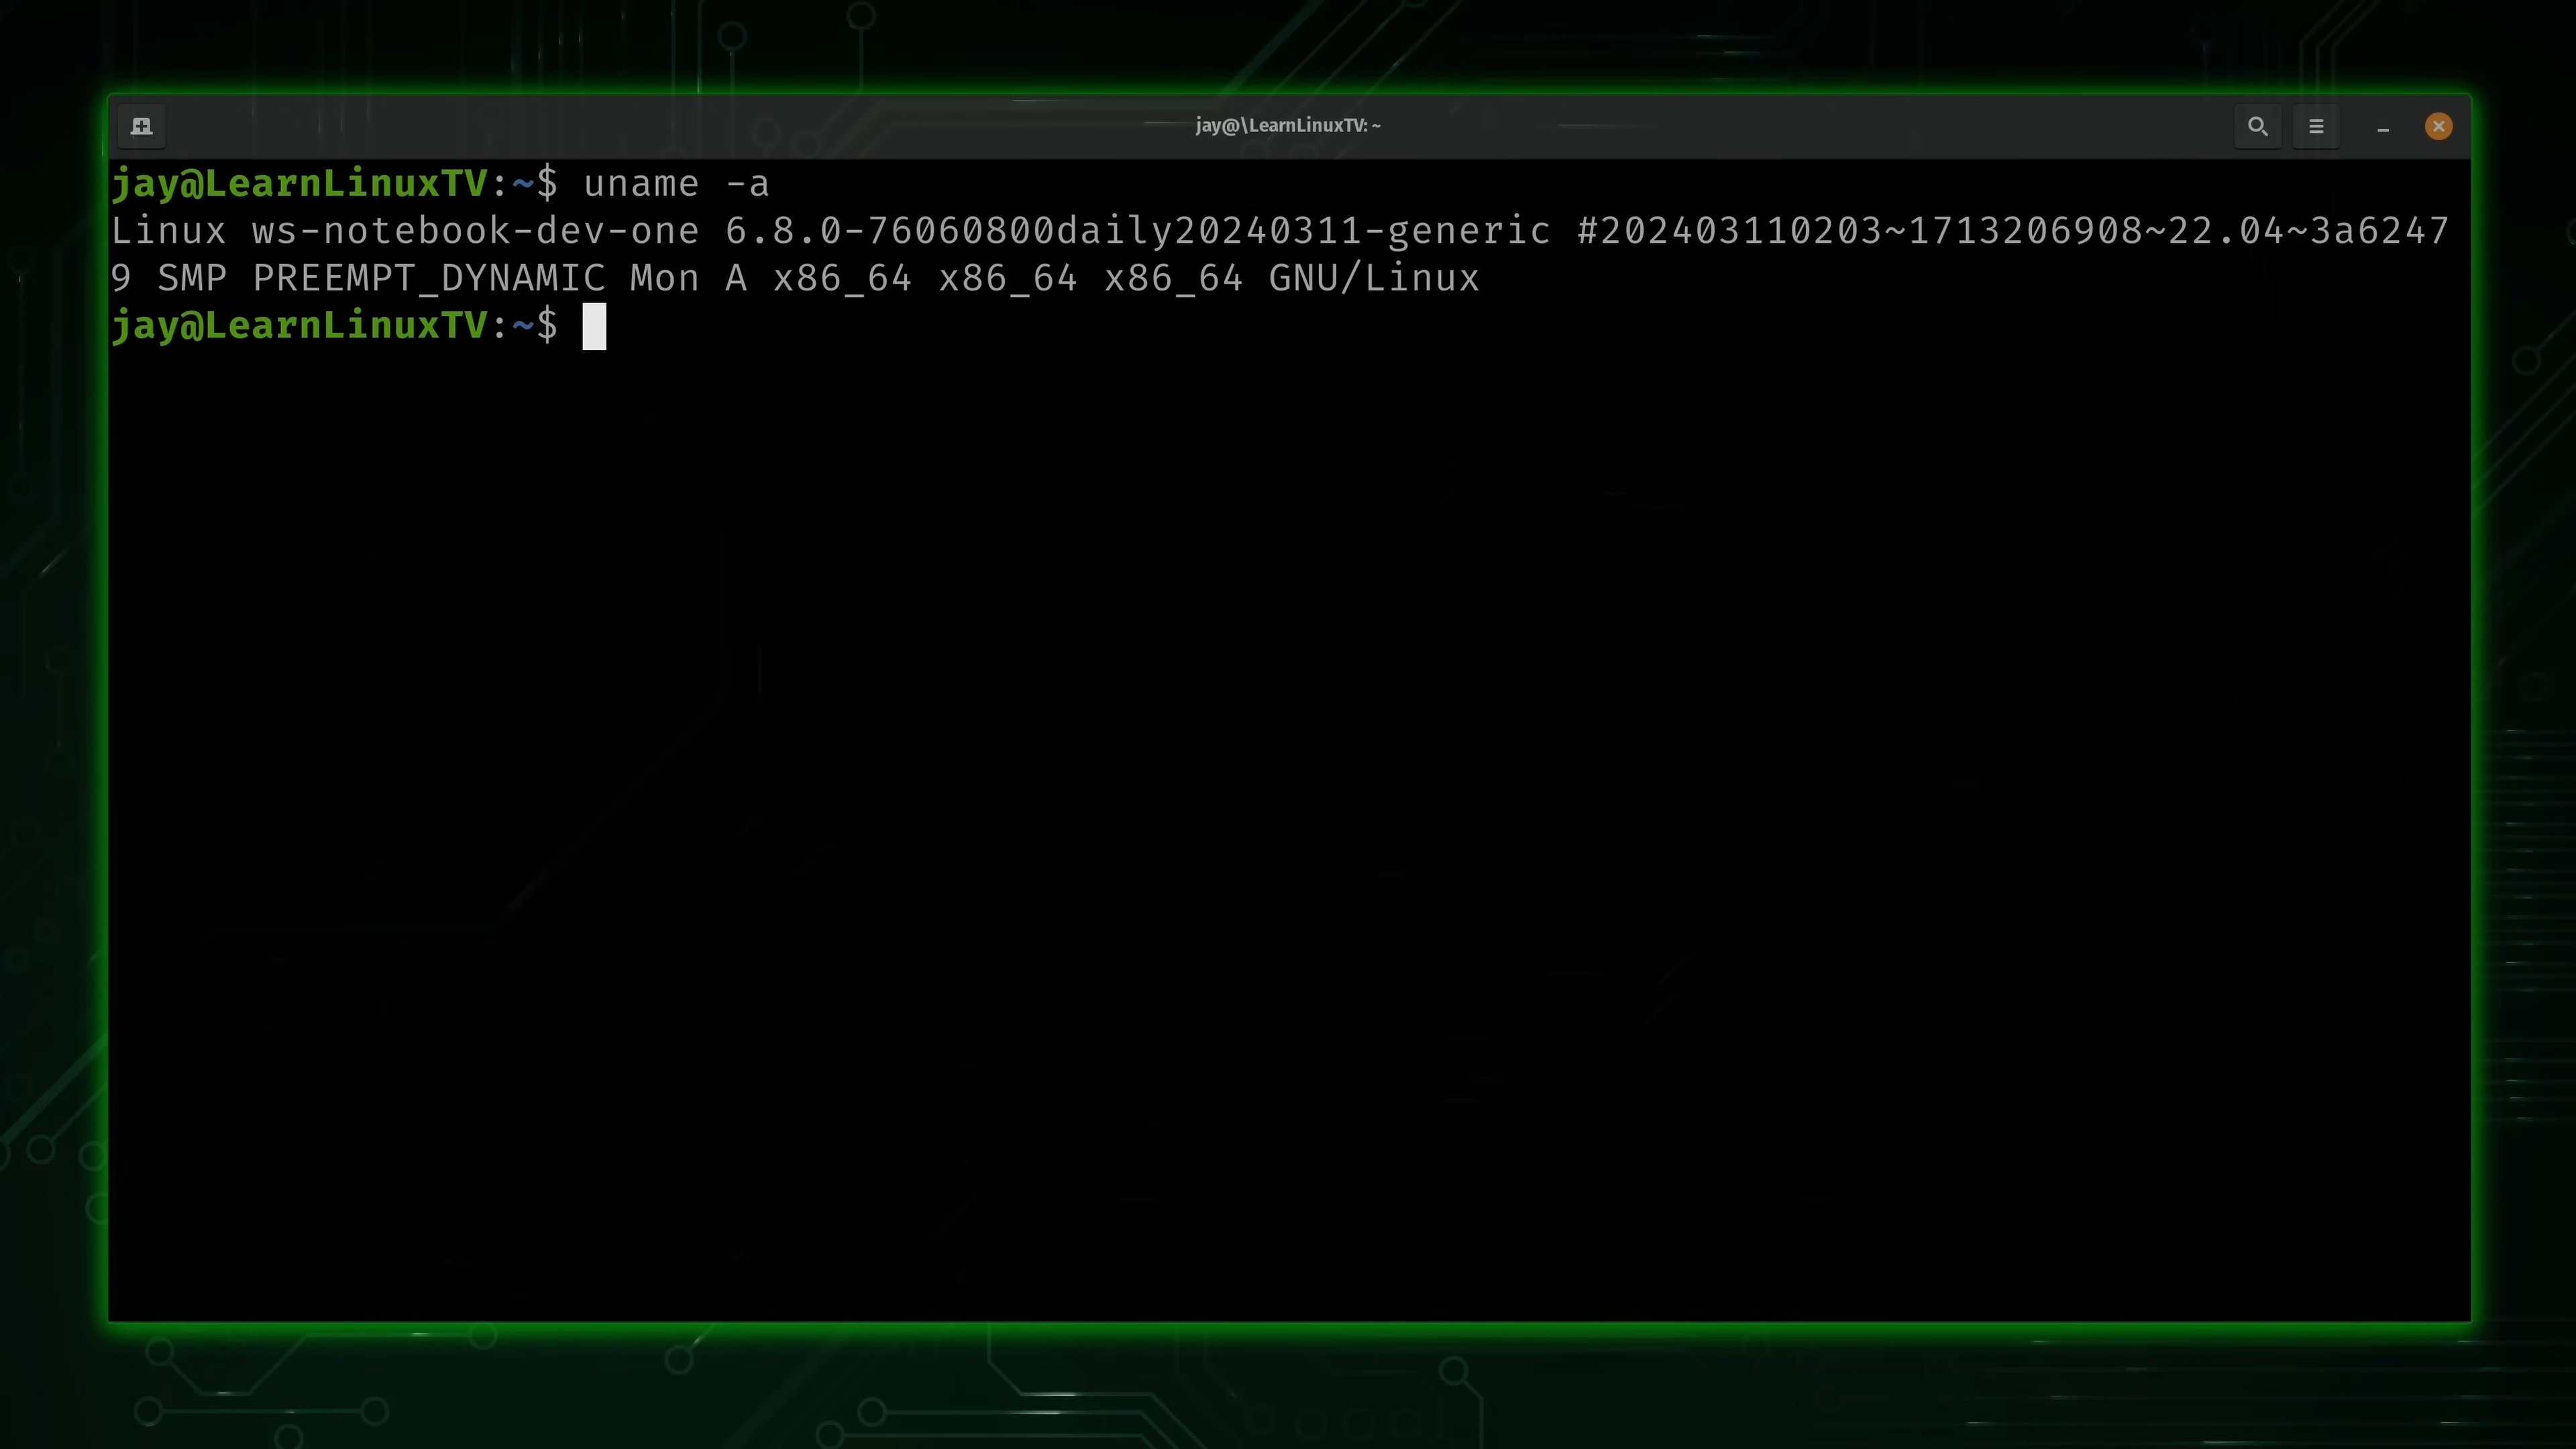 jay@\LearnLinuxTV: ~
jay@LearnLinuxTV:~$ uname -a
Linux ws-notebook-dev-one 6.8.0-76060800daily20240311-generic #202403110203~1713206908~22.04~3a6247
9 SMP PREEMPT_DYNAMIC Mon A x86_64 x86_64 x86_64 GNU/Linux
jay@LearnLinuxTV:~$